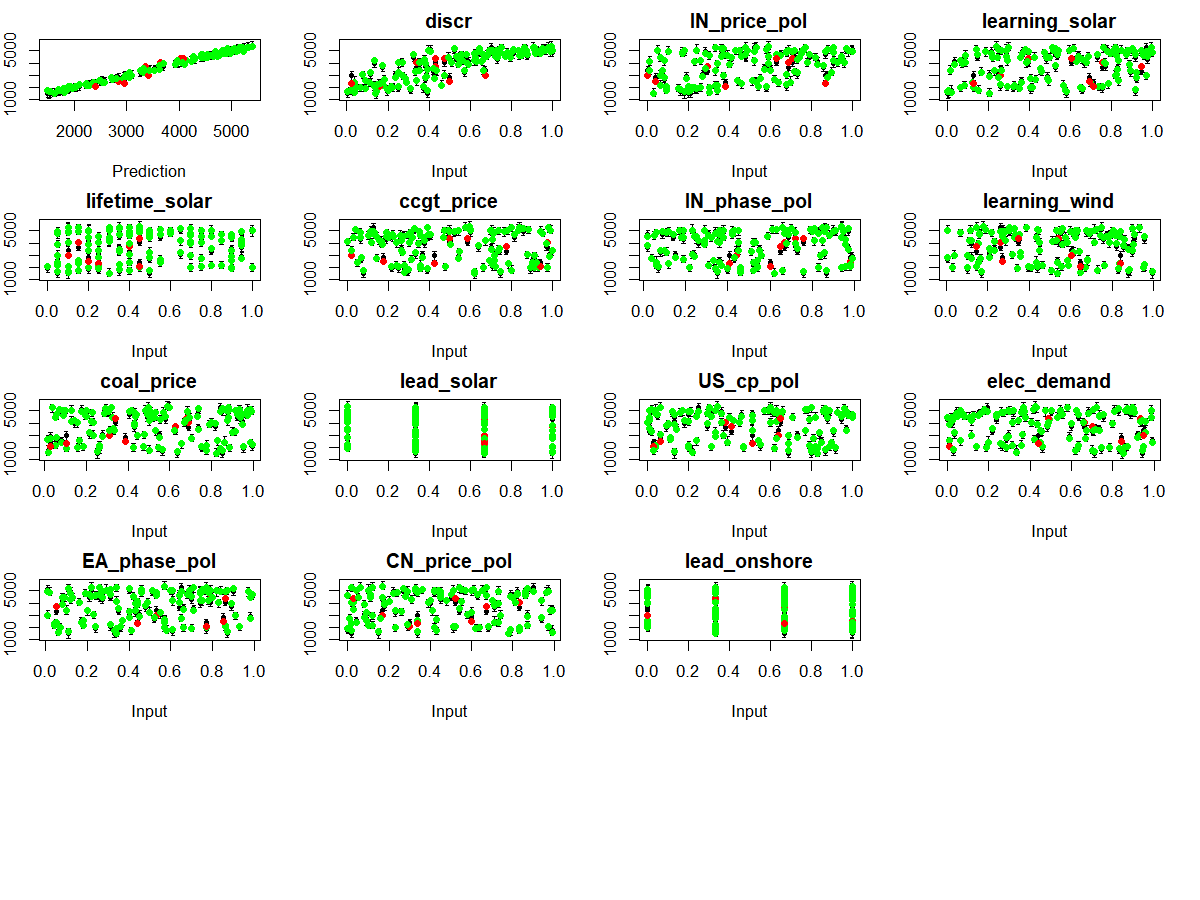 discr IN_price_pol learning_solar
1000 5000 1000 5000 1000 5000 1000 5000
2000 3000 4000 5000 0.0 0.2 0.4 0.6 0.8 1.0 0.0 0.2 0.4 0.6 0.8 1.0 0.0 0.2 0.4 0.6 0.8 1.0
Prediction Input Input Input
lifetime_solar ccgt_price IN_phase_pol learning_wind
1000 5000 1000 5000 1000 5000 1000 5000
0.0 0.2 0.4 0.6 0.8 1.0 0.0 0.2 0.4 0.6 0.8 1.0 0.0 0.2 0.4 0.6 0.8 1.0 0.0 0.2 0.4 0.6 0.8 1.0
Input Input Input Input
coal_price lead_solar US_cp_pol elec_demand
1000 5000 1000 5000 1000 5000 1000 5000
0.0 0.2 0.4 0.6 0.8 1.0 0.0 0.2 0.4 0.6 0.8 1.0 0.0 0.2 0.4 0.6 0.8 1.0 0.0 0.2 0.4 0.6 0.8 1.0
Input Input Input Input
EA_phase_pol CN_price_pol lead_onshore
1000 5000 1000 5000 1000 5000
0.0 0.2 0.4 0.6 0.8 1.0 0.0 0.2 0.4 0.6 0.8 1.0 0.0 0.2 0.4 0.6 0.8 1.0
Input Input Input